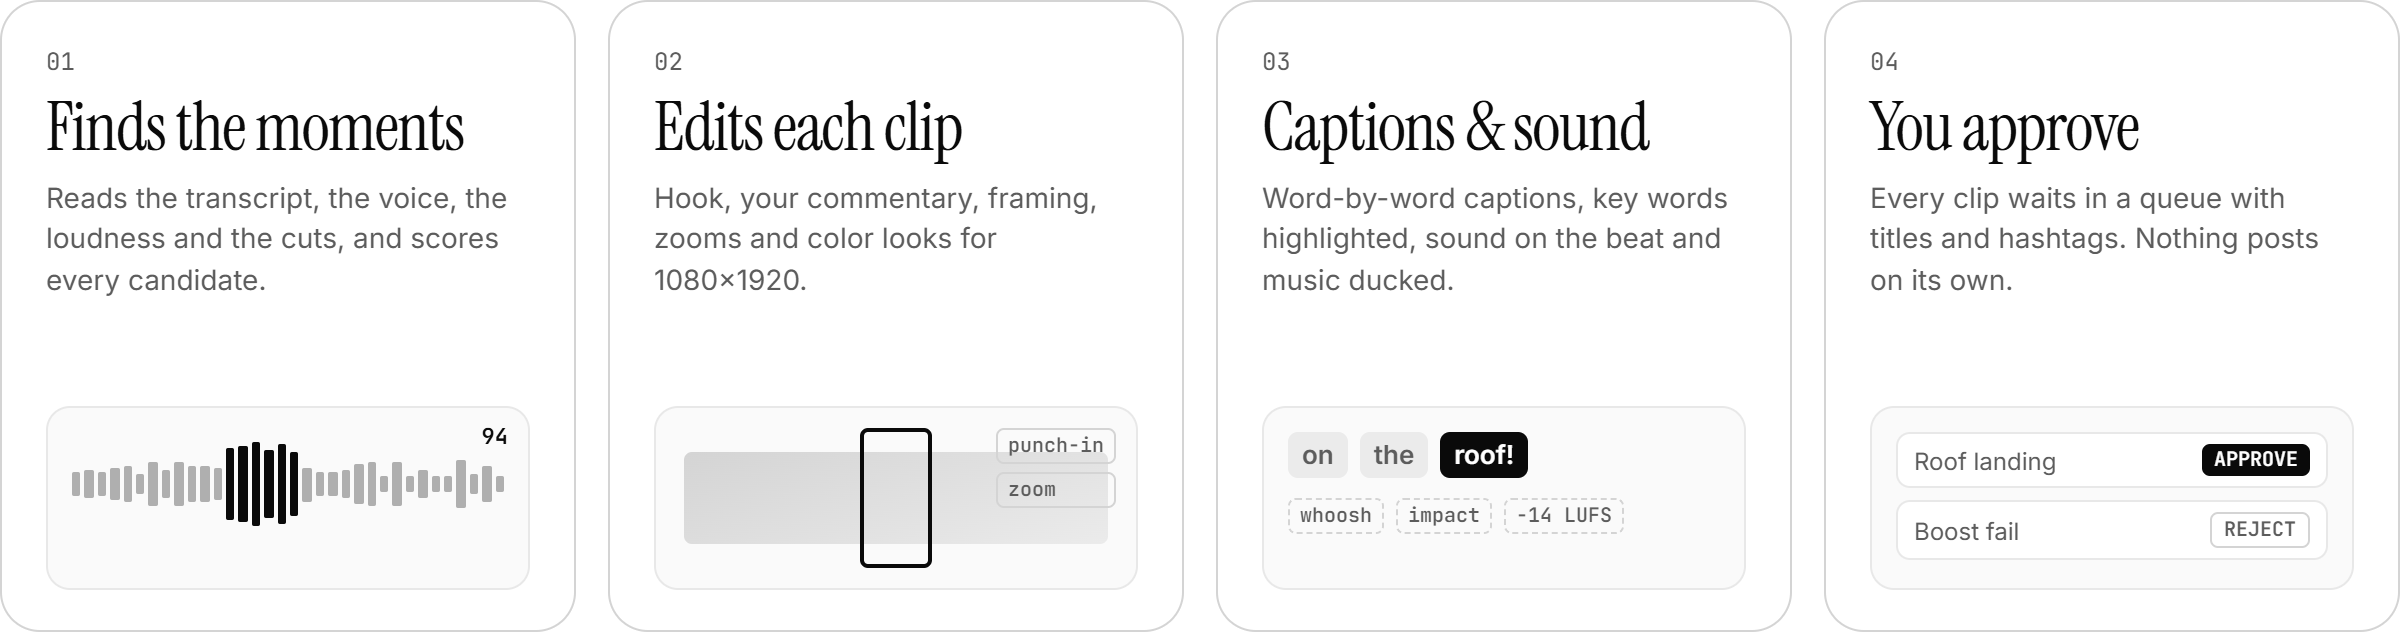 01
Finds the moments
Reads the transcript, the voice, the
loudness and the cuts, and scores
every candidate.
94
02
Edits each clip
Hook, your commentary, framing,
zooms and color looks for
1080×1920.
punch-in
zoom
03
Captions & sound
Word-by-word captions, key words
highlighted, sound on the beat and
music ducked.
on the roof!
whoosh impact -14 LUFS
04
You approve
Every clip waits in a queue with
titles and hashtags. Nothing posts
on its own.
Roof landing APPROVE
Boost fail REJECT